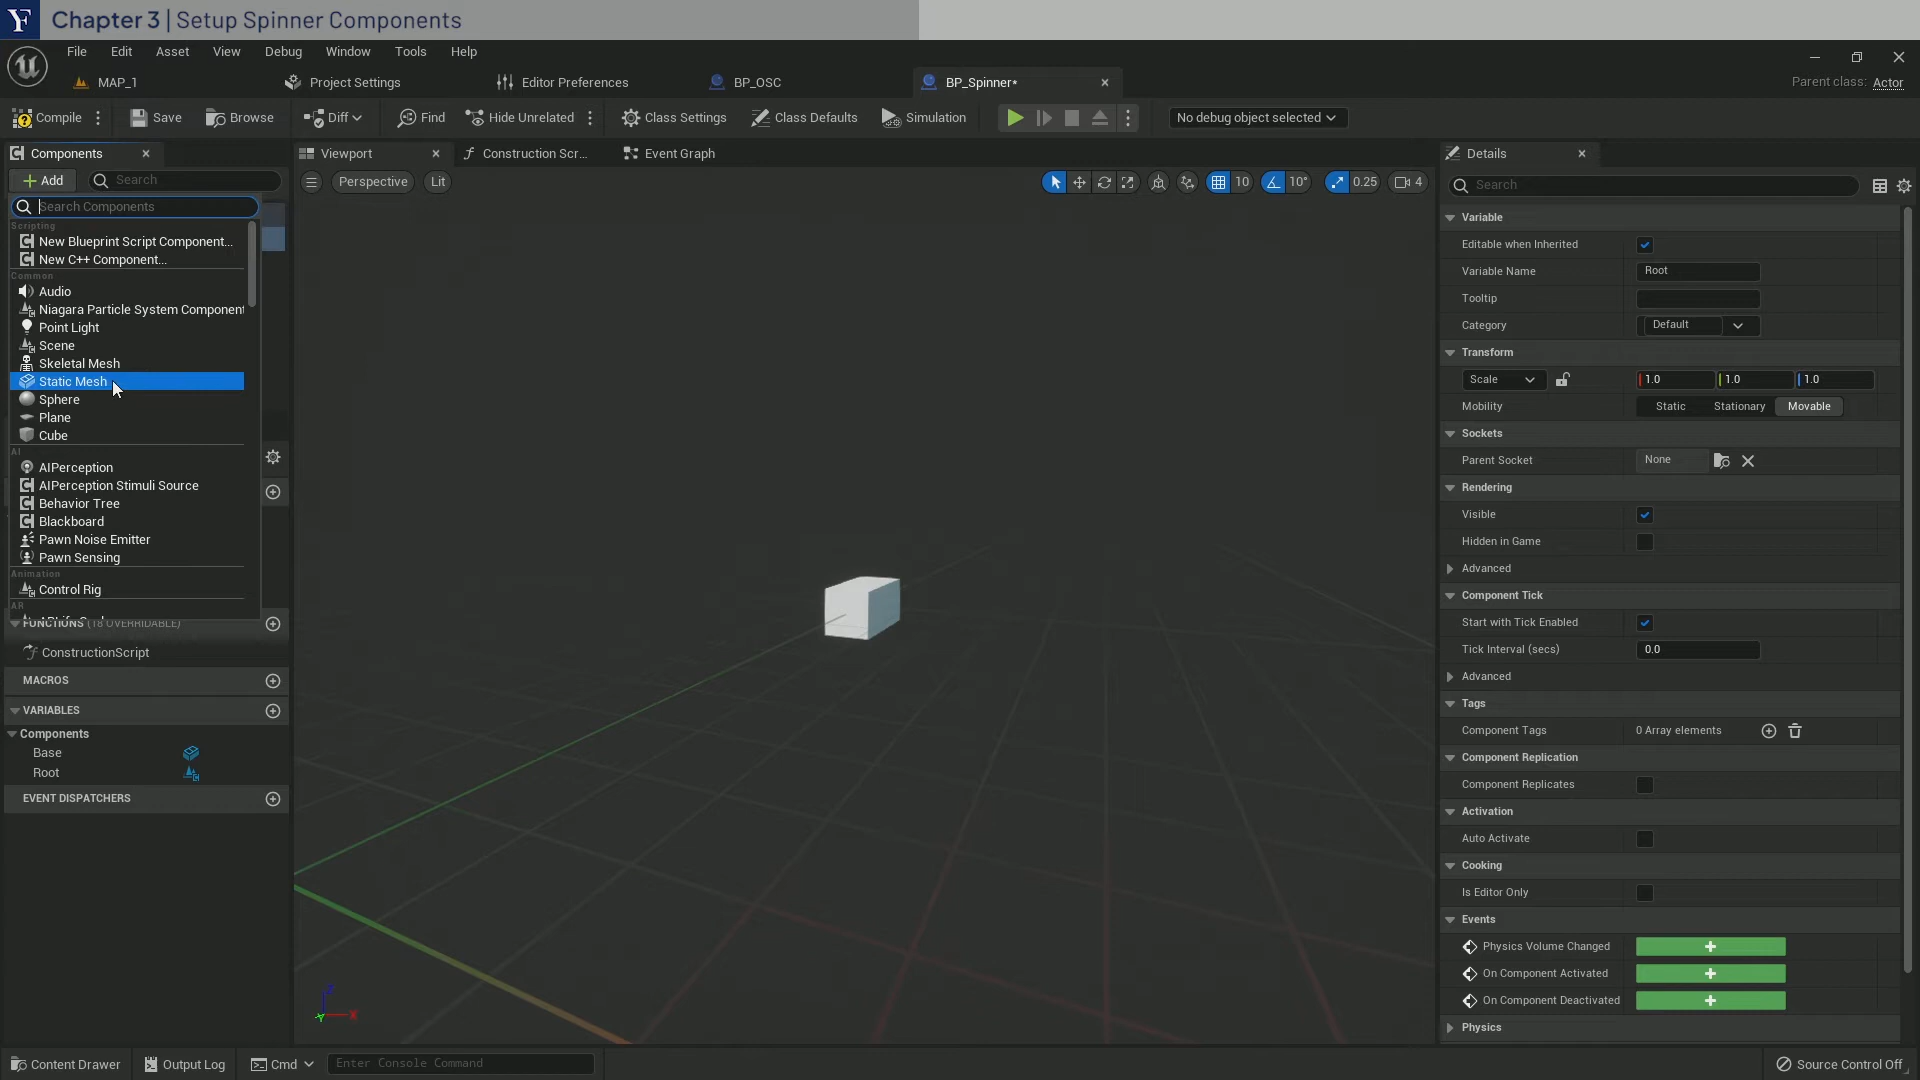 Chapter 3 | Setup Spinner Components
File Edit Asset View Debug Window Tools Help
MAP_1 Project Settings Editor Preferences BP_OSC BP_Spinner*
Parent class: Actor
Compile Save Browse Diff Find Hide Unrelated Class Settings Class Defaults Simulation No debug object selected
Components
Viewport Construction Scr... Event Graph
Details
Add Search
Perspective Lit
10 10° 0.25 4
Search
Search Components
Scripting
New Blueprint Script Component...
New C++ Component...
Common
Audio
Niagara Particle System Component
Point Light
Scene
Skeletal Mesh
Static Mesh
Sphere
Plane
Cube
AI
AIPerception
AIPerception Stimuli Source
Behavior Tree
Blackboard
Pawn Noise Emitter
Pawn Sensing
Animation
Control Rig
AR
FUNCTIONS (18 OVERRIDABLE)
ConstructionScript
MACROS
VARIABLES
Components
Base
Root
EVENT DISPATCHERS
Variable
Editable when Inherited
Variable Name Root
Tooltip
Category Default
Transform
Scale 1.0 1.0 1.0
Mobility Static Stationary Movable
Sockets
Parent Socket None
Rendering
Visible
Hidden in Game
Advanced
Component Tick
Start with Tick Enabled
Tick Interval (secs) 0.0
Advanced
Tags
Component Tags 0 Array elements
Component Replication
Component Replicates
Activation
Auto Activate
Cooking
Is Editor Only
Events
Physics Volume Changed
On Component Activated
On Component Deactivated
Physics
Z
Y X
Content Drawer Output Log Cmd Enter Console Command
Source Control Off